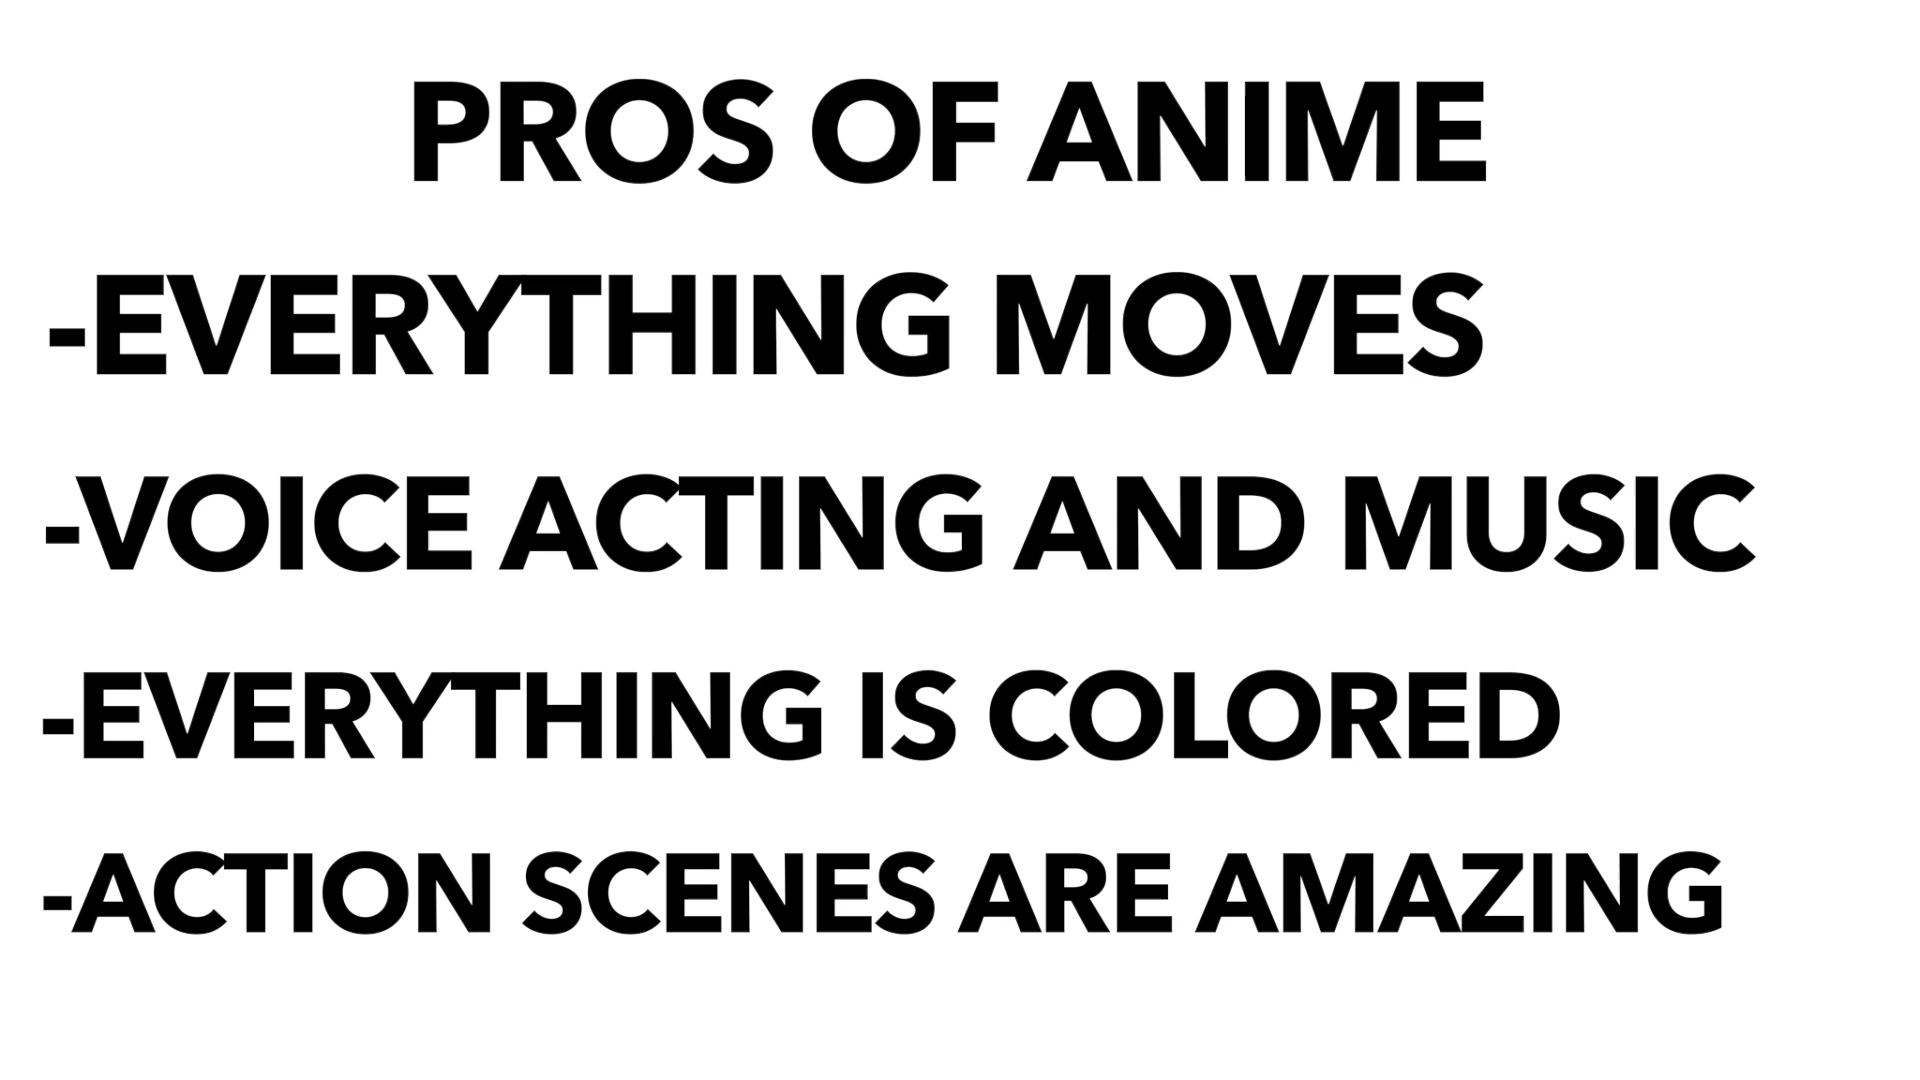 PROS OF ANIME
-EVERYTHING MOVES
-VOICE ACTING AND MUSIC
-EVERYTHING IS COLORED
-ACTION SCENES ARE AMAZING